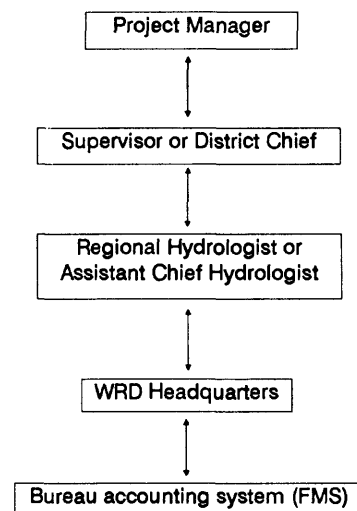 Project Manager
Supervisor or District Chief
Regional Hydrologist or
Assistant Chief Hydrologist
WRD Headquarters
Bureau accounting system (FMS)